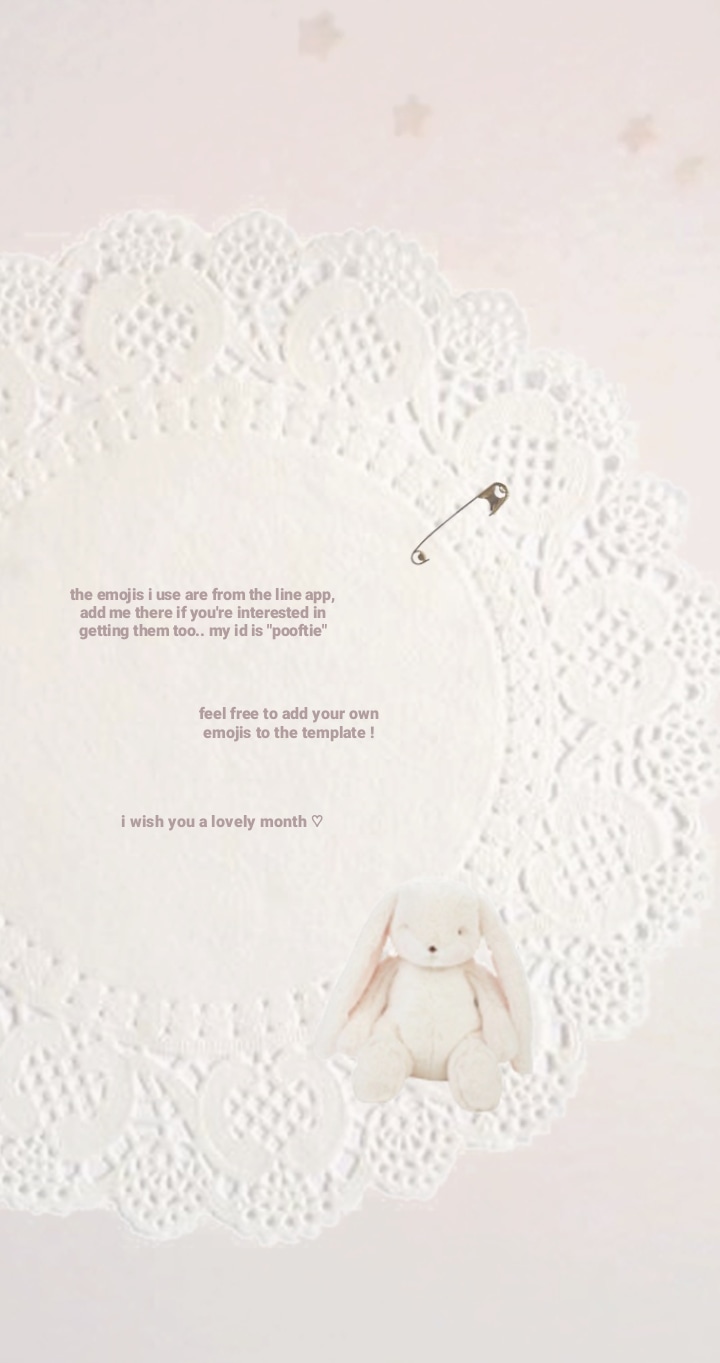 the emojis i use are from the line app,
add me there if you're interested in
getting them too.. my id is "pooftie"
feel free to add your own
emojis to the template !
i wish you a lovely month ♡